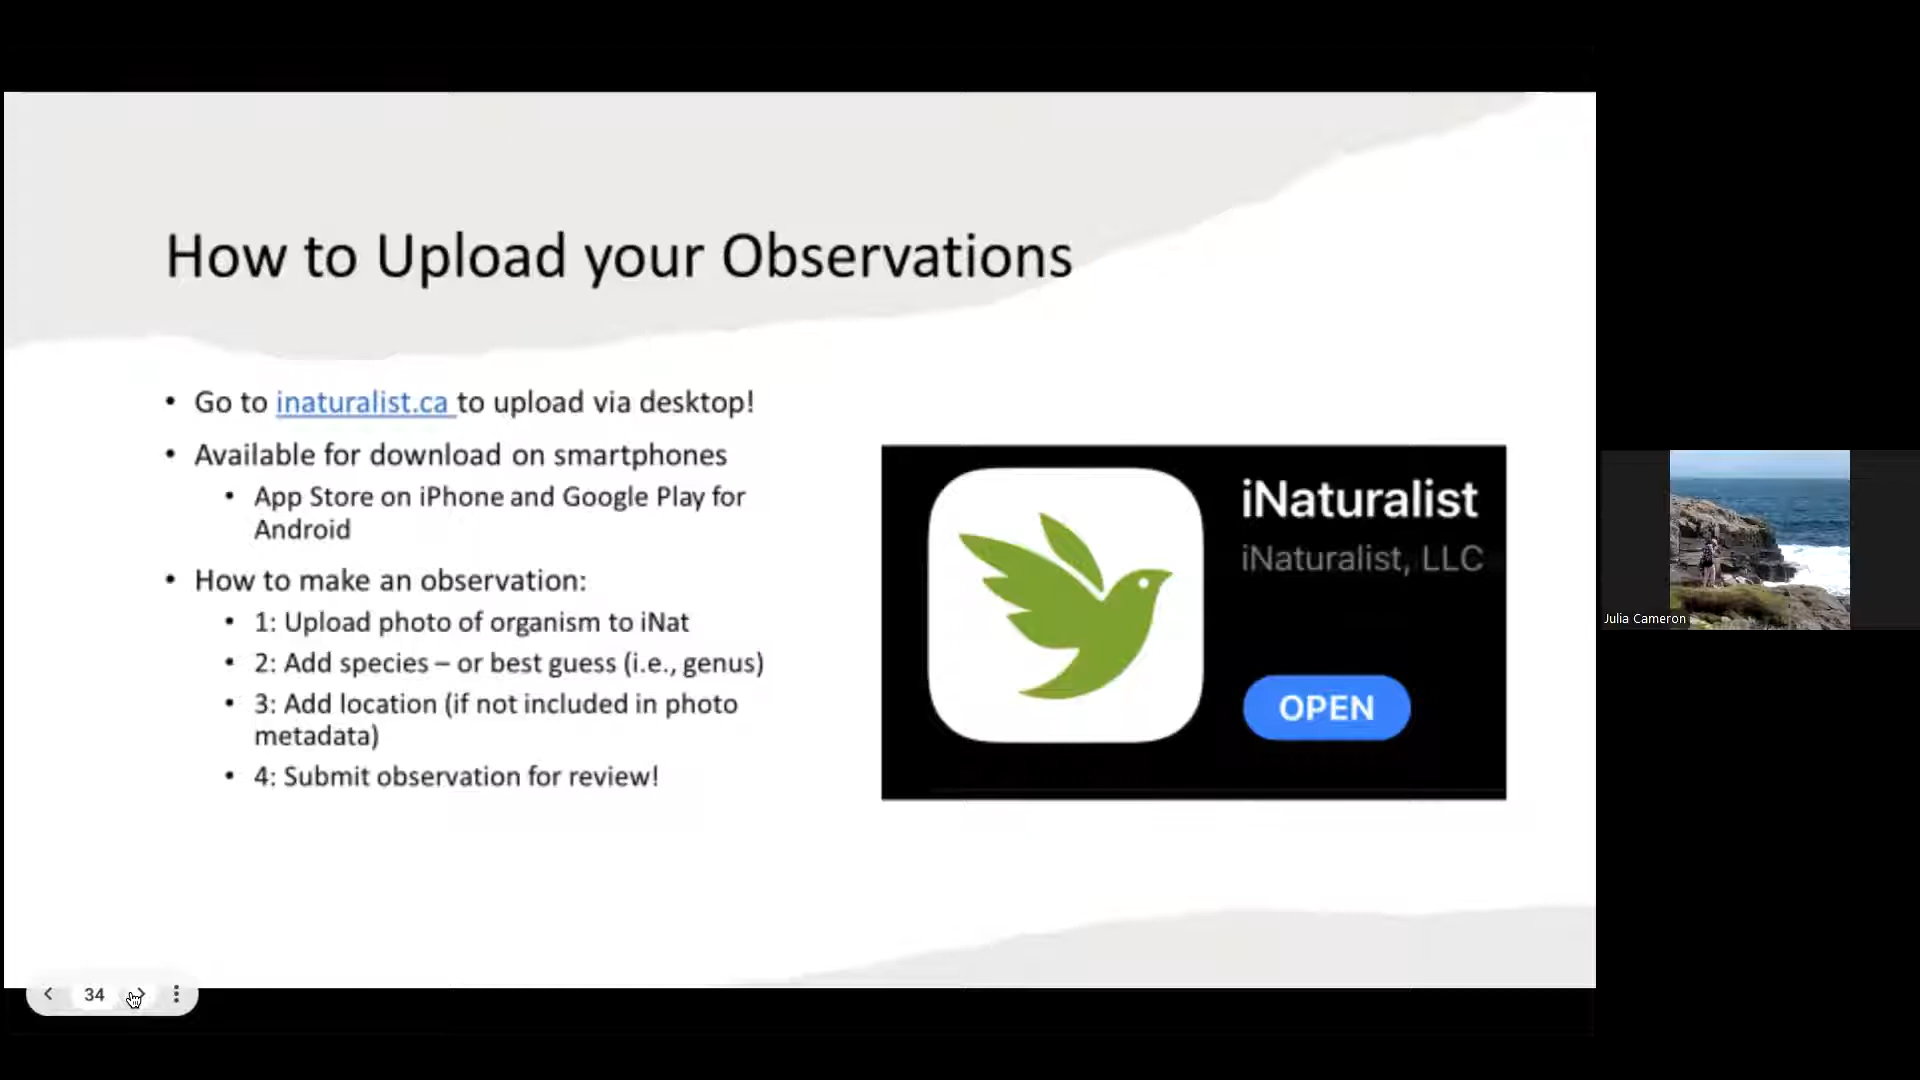 How to Upload your Observations
• Go to inaturalist.ca to upload via desktop!
• Available for download on smartphones
• App Store on iPhone and Google Play for
Android
• How to make an observation:
• 1: Upload photo of organism to iNat
• 2: Add species – or best guess (i.e., genus)
• 3: Add location (if not included in photo
metadata)
• 4: Submit observation for review!
iNaturalist
iNaturalist, LLC
OPEN
Julia Cameron
34